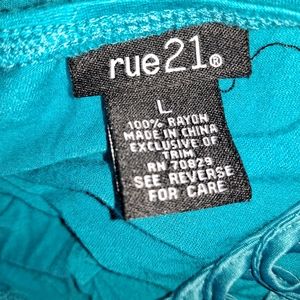 rue21®
L
100% RAYON
MADE IN CHINA
EXCLUSIVE OF
TRIM
RN 70829
SEE REVERSE
FOR CARE